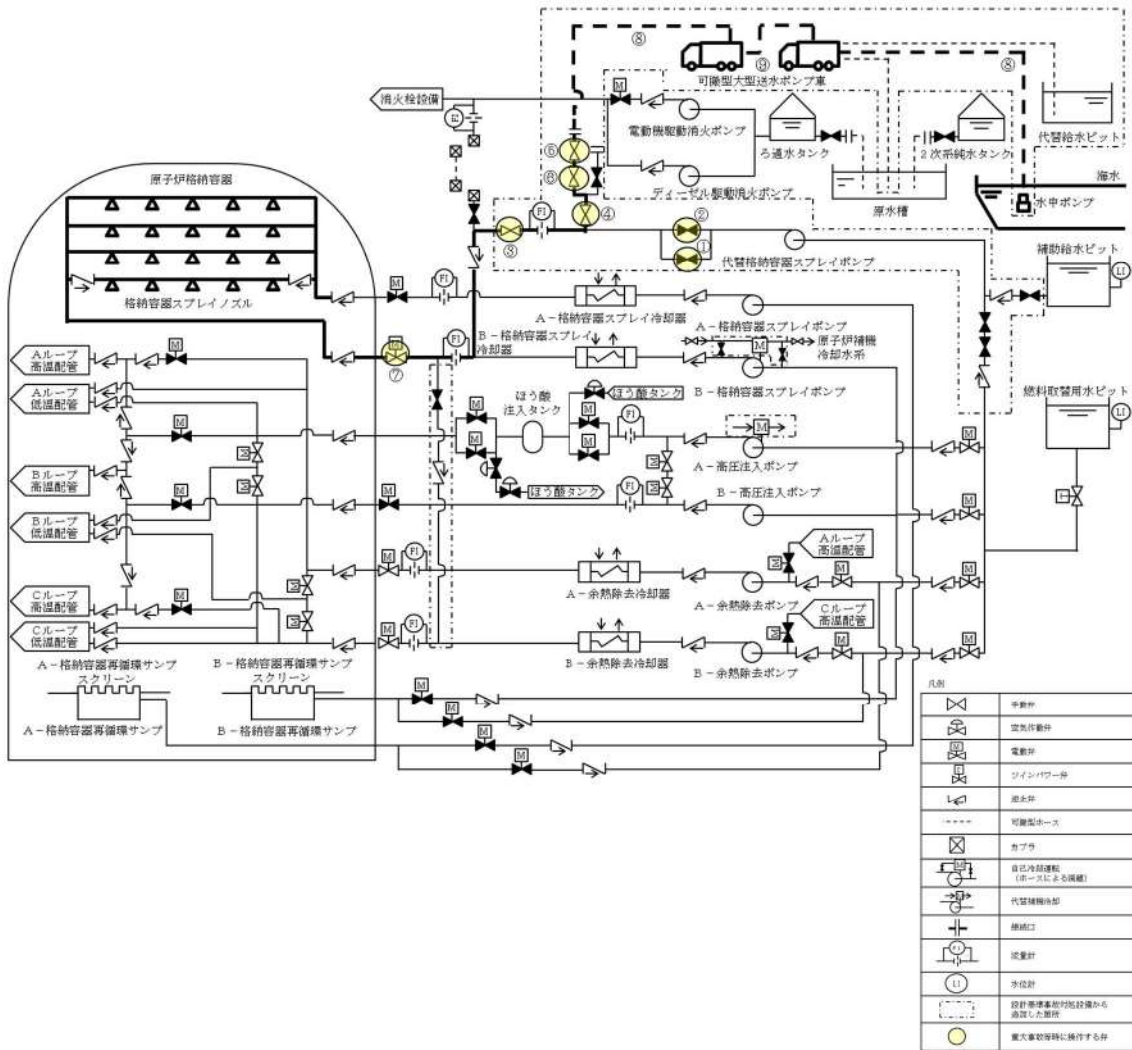 ⑧
⑨
⑧
可搬型大型送水ポンプ車
消火栓設備
M
FI
電動機駆動消火ポンプ
ろ過水タンク
2次系純水タンク
代替給水ピット
⑥
⑥
ディーゼル駆動消火ポンプ
原水槽
海水
水中ポンプ
原子炉格納容器
③
FI
④
②
①
代替格納容器スプレイポンプ
補助給水ピット
LI
格納容器スプレイノズル
M
FI
A-格納容器スプレイ冷却器
A-格納容器スプレイポンプ
B-格納容器スプレイ
冷却器
原子炉補機
冷却水系
M
M
⑦
FI
B-格納容器スプレイポンプ
Aループ
高温配管
M
Aループ
低温配管
ほう酸
注入タンク
ほう酸タンク
燃料取替用水ピット
LI
M
M
M
FI
M
M
M
M
M
M
A-高圧注入ポンプ
Bループ
高温配管
M
M
M
ほう酸タンク
FI
M
B-高圧注入ポンプ
M
Bループ
低温配管
Aループ
高温配管
M
FI
A-余熱除去冷却器
A-余熱除去ポンプ
M
M
M
M
Cループ
高温配管
M
M
Cループ
高温配管
Cループ
低温配管
M
FI
B-余熱除去冷却器
B-余熱除去ポンプ
M
M
M
A-格納容器再循環サンプ
スクリーン
B-格納容器再循環サンプ
スクリーン
A-格納容器再循環サンプ
B-格納容器再循環サンプ
M
M
M
M
凡例
手動弁
空気作動弁
M
電動弁
ツインパワー弁
逆止弁
可搬型ホース
カプラ
M
自己冷却運転
(ホースによる接続)
代替補機冷却
接続口
FI
流量計
LI
水位計
設計基準事故対処設備から
追加した箇所
重大事故等時に操作する弁